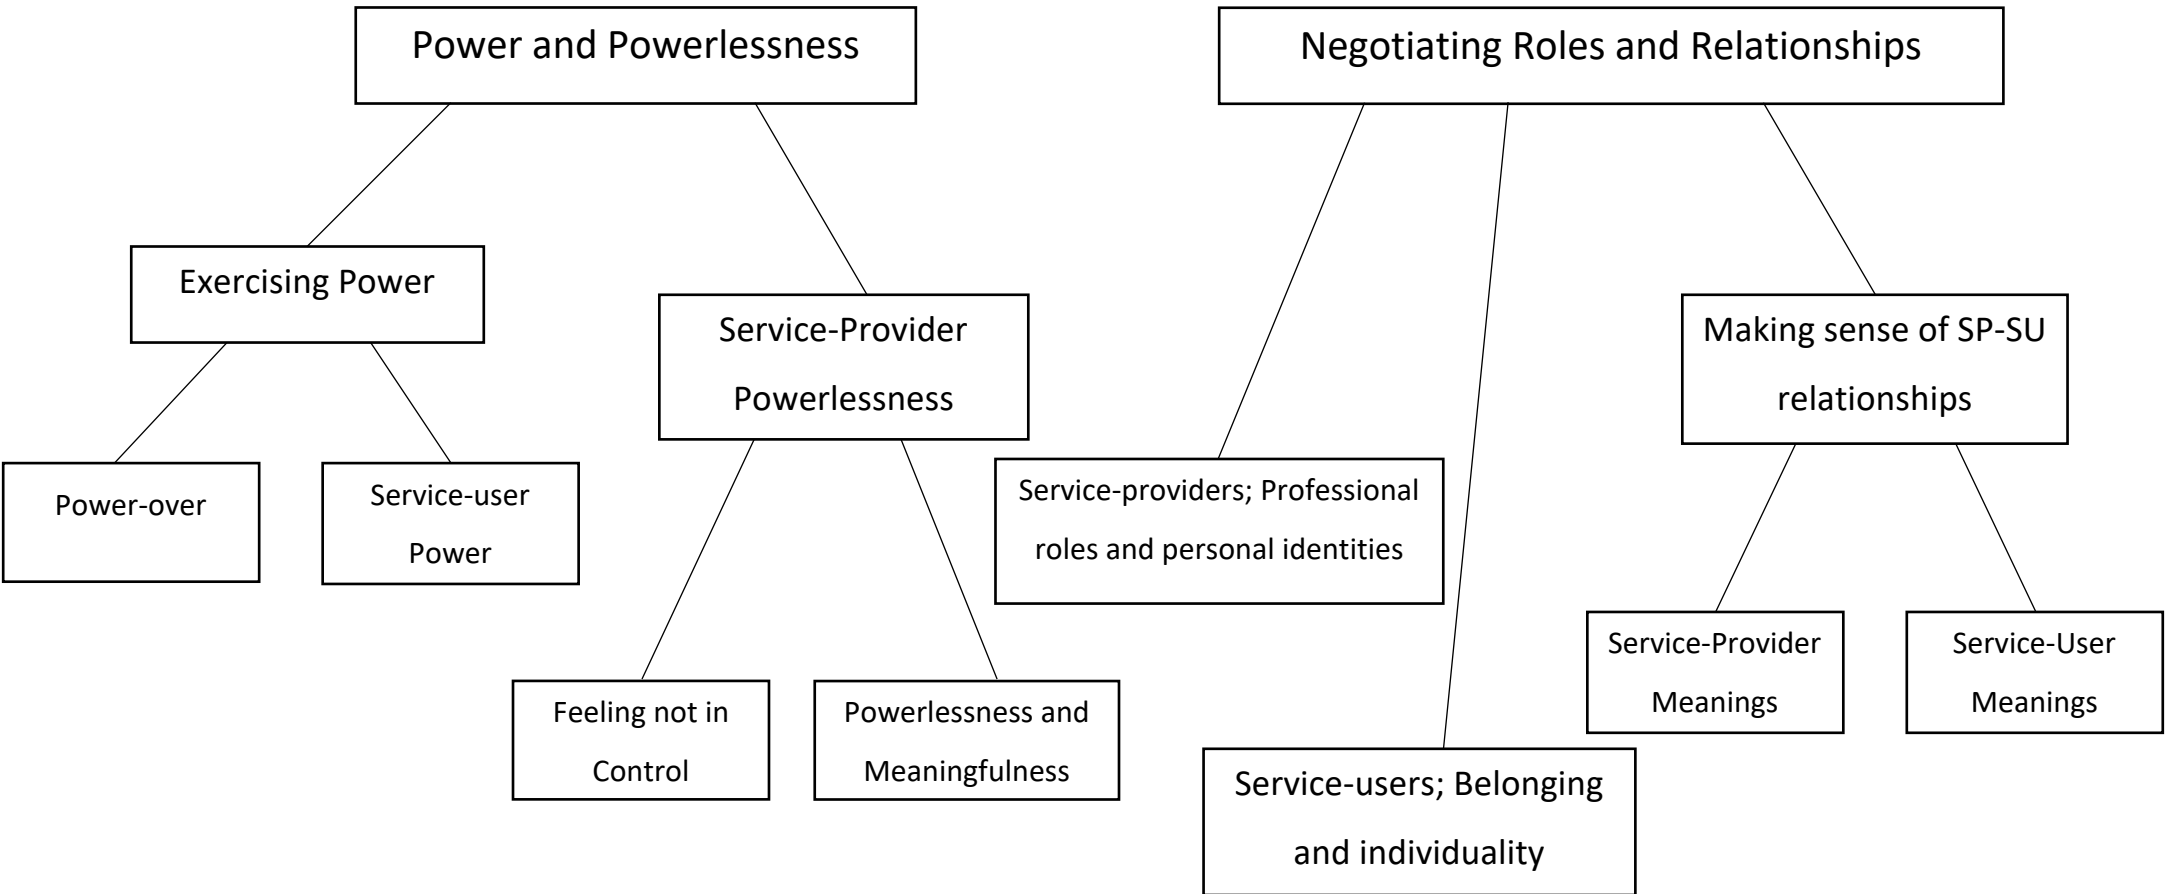 Power and Powerlessness
Negotiating Roles and Relationships
Exercising Power
Service-Provider
Powerlessness
Making sense of SP-SU
relationships
Power-over
Service-user
Power
Service-providers; Professional
roles and personal identities
Feeling not in
Control
Powerlessness and
Meaningfulness
Service-users; Belonging
and individuality
Service-Provider
Meanings
Service-User
Meanings